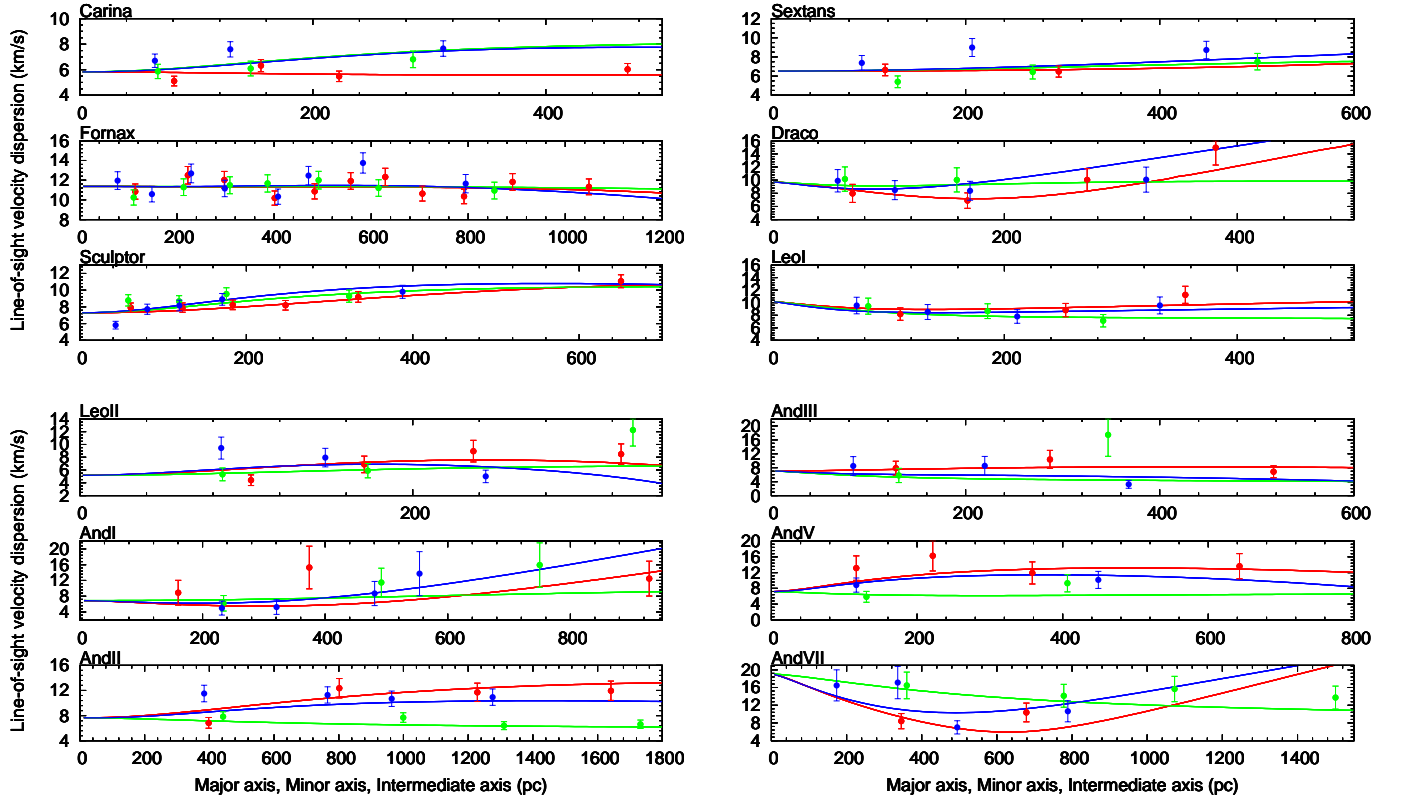 Carina
10
8
6
4
0 200 400
Fornax
16
14
12
10
8
0 200 400 600 800 1000 1200
Sculptor
12
10
8
6
4
0 200 400 600
Line-of-sight velocity dispersion (km/s)
Sextans
12
10
8
6
4
0 200 400 600
Draco
16
14
12
10
8
6
4
0 200 400
LeoI
16
14
12
10
8
6
4
0 200 400
LeoII
14
12
10
8
6
4
2
0 200
AndI
20
16
12
8
4
0 200 400 600 800
AndII
16
12
8
4
0 200 400 600 800 1000 1200 1400 1600 1800
Major axis, Minor axis, Intermediate axis (pc)
Line-of-sight velocity dispersion (km/s)
AndIII
20
16
12
8
4
0
0 200 400 600
AndV
20
16
12
8
4
0
0 200 400 600 800
AndVII
20
16
12
8
4
0 200 400 600 800 1000 1200 1400
Major axis, Minor axis, Intermediate axis (pc)